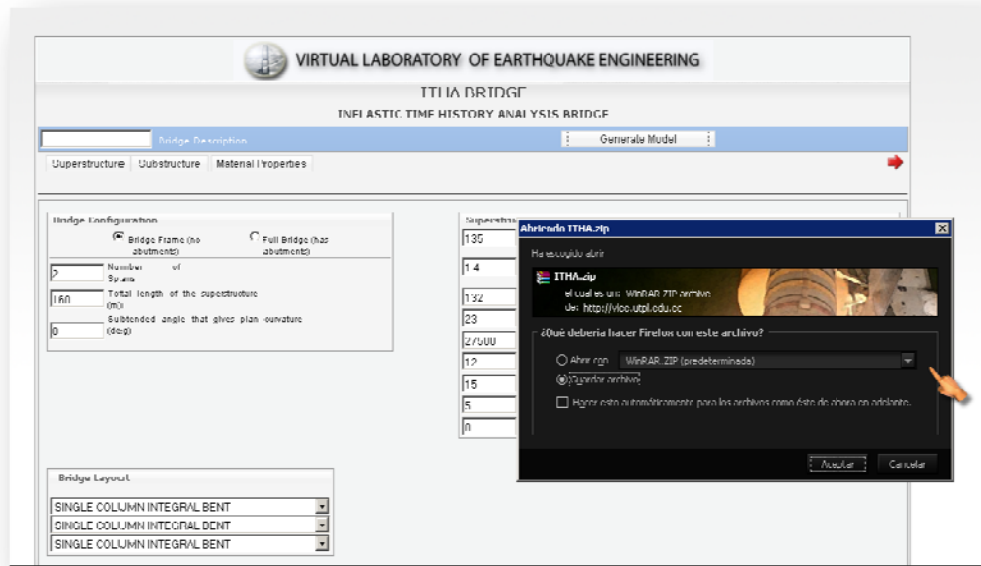 VIRTUAL LABORATORY OF EARTHQUAKE ENGINEERING
ITHA BRIDGE
INELASTIC TIME HISTORY ANALYSIS BRIDGE
Bridge Description
Generate Model
Superstructure Substructure Material Properties
Bridge Configuration
Bridge Frame (no abutments)
Full Bridge (has abutments)
2 Number of Spans
160 Total length of the superstructure (m)
0 Subtended angle that gives plan curvature (deg)
135
1.4
132
23
27500
12
15
5
0
Abriendo ITHA.zip
Ha escogido abrir
ITHA.zip
el cual es un: WinRAR ZIP archivo
de: http://vlee.utpl.edu.ec
¿Qué debería hacer Firefox con este archivo?
Abrir con WinRAR ZIP (predeterminada)
Guardar archivo
Hacer esto automáticamente para los archivos como éste de ahora en adelante.
Aceptar Cancelar
Bridge Layout
SINGLE COLUMN INTEGRAL BENT
SINGLE COLUMN INTEGRAL BENT
SINGLE COLUMN INTEGRAL BENT